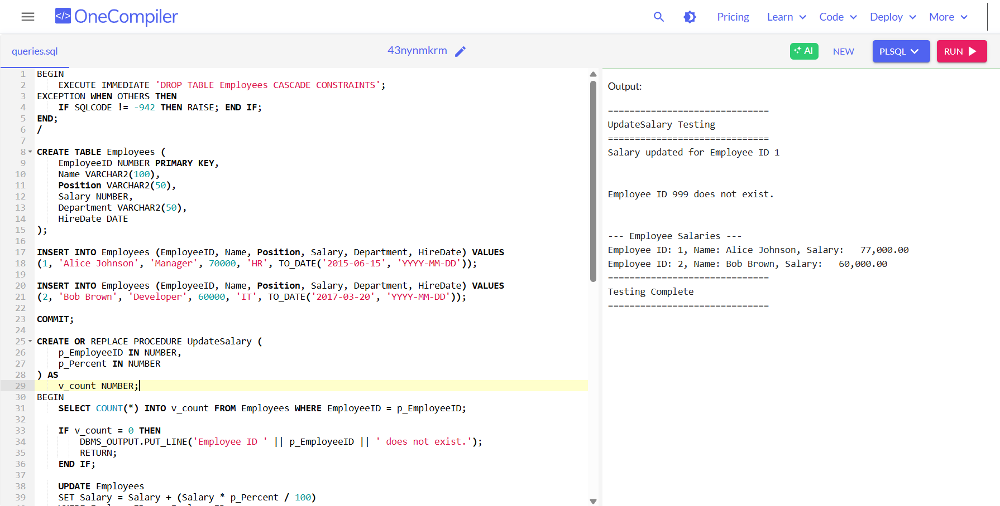 </> OneCompiler
Pricing Learn Code Deploy More
queries.sql
43nynmkrm
AI NEW PLSQL RUN
1 BEGIN
2     EXECUTE IMMEDIATE 'DROP TABLE Employees CASCADE CONSTRAINTS';
3 EXCEPTION WHEN OTHERS THEN
4     IF SQLCODE != -942 THEN RAISE; END IF;
5 END;
6 /
7
8 CREATE TABLE Employees (
9     EmployeeID NUMBER PRIMARY KEY,
10     Name VARCHAR2(100),
11     Position VARCHAR2(50),
12     Salary NUMBER,
13     Department VARCHAR2(50),
14     HireDate DATE
15 );
16
17 INSERT INTO Employees (EmployeeID, Name, Position, Salary, Department, HireDate) VALUES
18 (1, 'Alice Johnson', 'Manager', 70000, 'HR', TO_DATE('2015-06-15', 'YYYY-MM-DD'));
19
20 INSERT INTO Employees (EmployeeID, Name, Position, Salary, Department, HireDate) VALUES
21 (2, 'Bob Brown', 'Developer', 60000, 'IT', TO_DATE('2017-03-20', 'YYYY-MM-DD'));
22
23 COMMIT;
24
25 CREATE OR REPLACE PROCEDURE UpdateSalary (
26     p_EmployeeID IN NUMBER,
27     p_Percent IN NUMBER
28 ) AS
29     v_count NUMBER;
30 BEGIN
31     SELECT COUNT(*) INTO v_count FROM Employees WHERE EmployeeID = p_EmployeeID;
32
33     IF v_count = 0 THEN
34         DBMS_OUTPUT.PUT_LINE('Employee ID ' || p_EmployeeID || ' does not exist.');
35         RETURN;
36     END IF;
37
38     UPDATE Employees
39     SET Salary = Salary + (Salary * p_Percent / 100)
Output:
==============================
UpdateSalary Testing
==============================
Salary updated for Employee ID 1
Employee ID 999 does not exist.
--- Employee Salaries ---
Employee ID: 1, Name: Alice Johnson, Salary:   77,000.00
Employee ID: 2, Name: Bob Brown, Salary:   60,000.00
==============================
Testing Complete
==============================